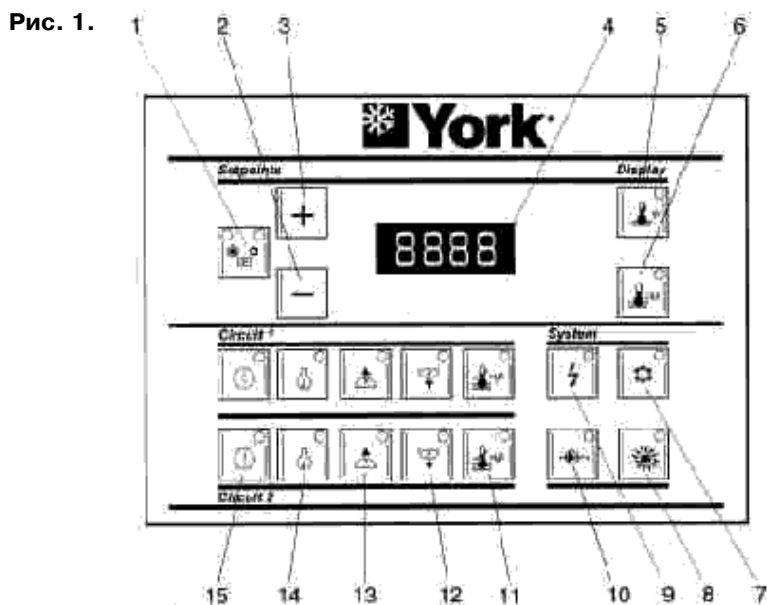 Рис. 1.
1 2 3 4 5 6
York
Setpoints Display
+
8888
−
Circuit 1 System
Circuit 2
15 14 13 12 11 10 9 8 7